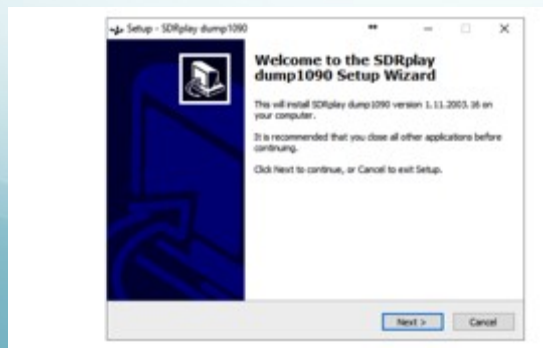 Setup - SDRplay dump1090
Welcome to the SDRplay
dump1090 Setup Wizard
This will install SDRplay dump1090 version 1.11.2003.16 on
your computer.
It is recommended that you close all other applications before
continuing.
Click Next to continue, or Cancel to exit Setup.
Next >
Cancel